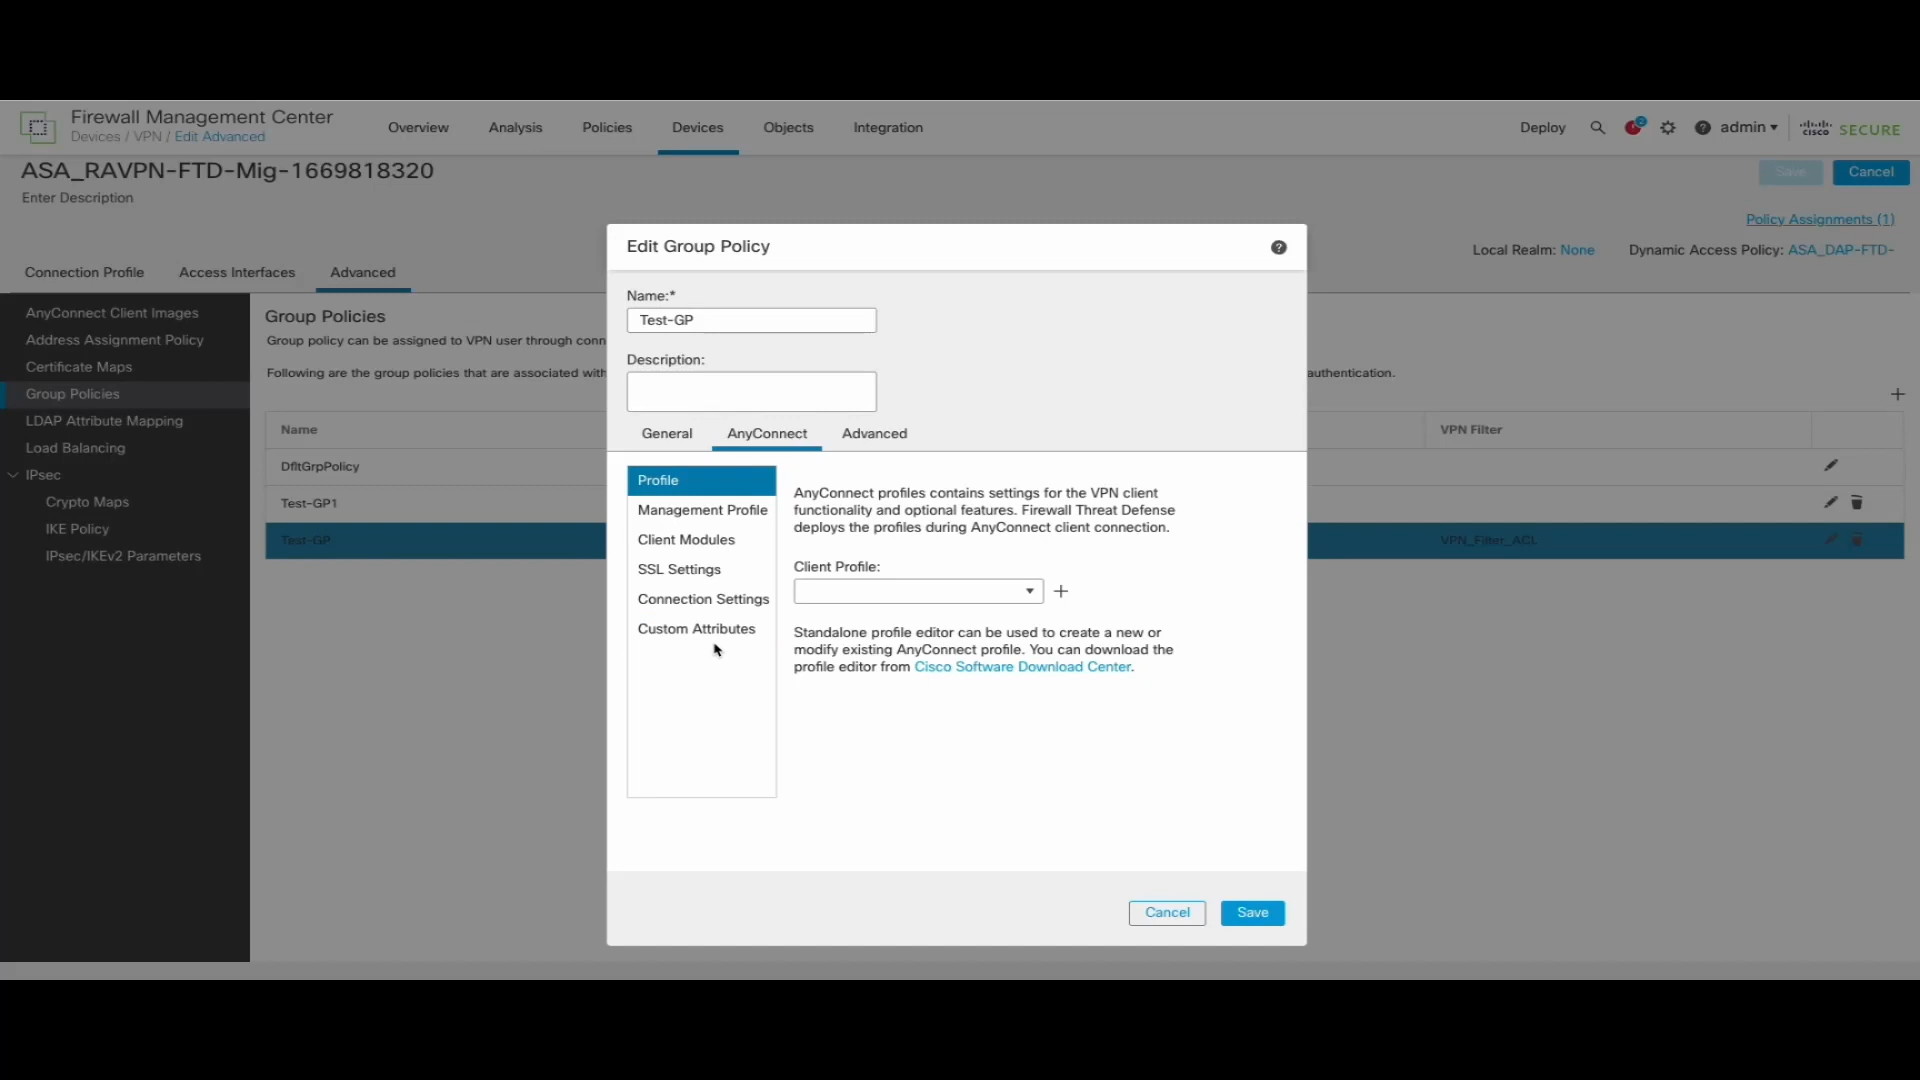 Firewall Management Center
Devices / VPN / Edit Advanced
Overview
Analysis
Policies
Devices
Objects
Integration
Deploy
2
admin
cisco SECURE
ASA_RAVPN-FTD-Mig-1669818320
Enter Description
Save
Cancel
Policy Assignments (1)
Local Realm: None
Dynamic Access Policy: ASA_DAP-FTD-
Connection Profile
Access Interfaces
Advanced
AnyConnect Client Images
Address Assignment Policy
Certificate Maps
Group Policies
LDAP Attribute Mapping
Load Balancing
IPsec
Crypto Maps
IKE Policy
IPsec/IKEv2 Parameters
Group Policies
Group policy can be assigned to VPN user through conn
Following are the group policies that are associated with
authentication.
Name
VPN Filter
DfltGrpPolicy
Test-GP1
Test-GP
VPN_Filter_ACL
Edit Group Policy
Name:*
Test-GP
Description:
General
AnyConnect
Advanced
Profile
Management Profile
Client Modules
SSL Settings
Connection Settings
Custom Attributes
AnyConnect profiles contains settings for the VPN client
functionality and optional features. Firewall Threat Defense
deploys the profiles during AnyConnect client connection.
Client Profile:
Standalone profile editor can be used to create a new or
modify existing AnyConnect profile. You can download the
profile editor from Cisco Software Download Center.
Cancel
Save